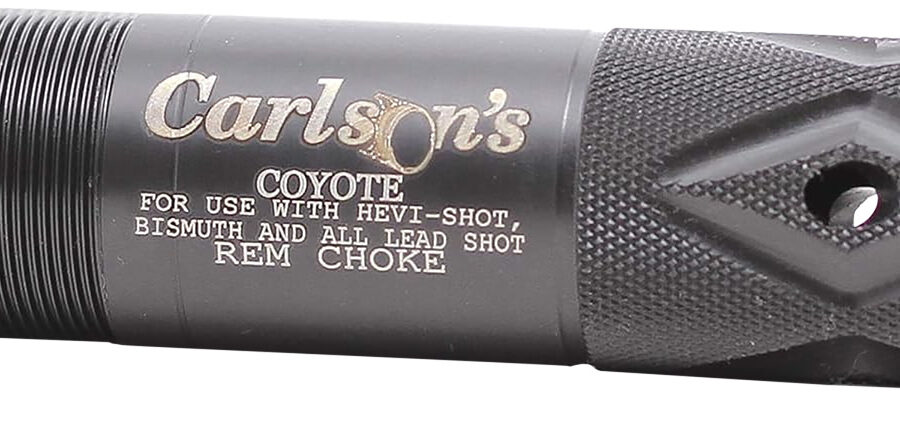 Carlson's
COYOTE
FOR USE WITH HEVI-SHOT,
BISMUTH AND ALL LEAD SHOT
REM CHOKE